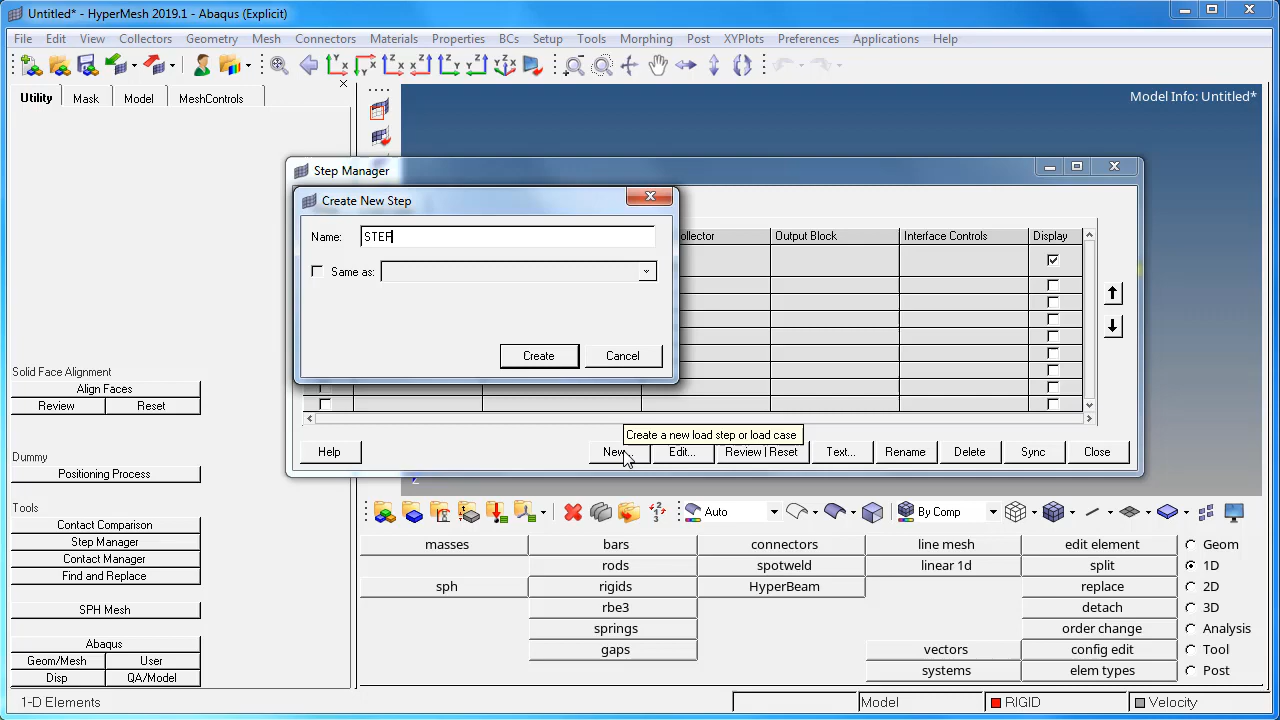 Untitled* - HyperMesh 2019.1 - Abaqus (Explicit)
File Edit View Collectors Geometry Mesh Connectors Materials Properties BCs Setup Tools Morphing Post XYPlots Preferences Applications Help
Utility Mask Model MeshControls
Model Info: Untitled*
Step Manager
Create New Step
Name: STEP
Output Block Interface Controls Display
Same as:
Create Cancel
Create a new load step or load case
Help New Edit... Review | Reset Text... Rename Delete Sync Close
Solid Face Alignment
Align Faces
Review Reset
Dummy
Positioning Process
Tools
Contact Comparison
Step Manager
Contact Manager
Find and Replace
SPH Mesh
Abaqus
Geom/Mesh User
Disp QA/Model
Auto By Comp
masses bars connectors line mesh edit element Geom
rods spotweld linear 1d split 1D
sph rigids HyperBeam replace 2D
rbe3 detach 3D
springs order change Analysis
gaps vectors config edit Tool
systems elem types Post
1-D Elements Model RIGID Velocity